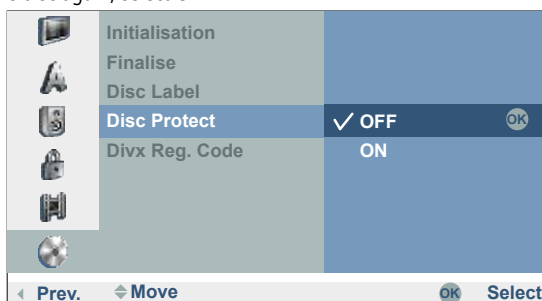 Initialisation
Finalise
Disc Label
Disc Protect
OFF OK
Divx Reg. Code
ON
Prev. Move OK Select